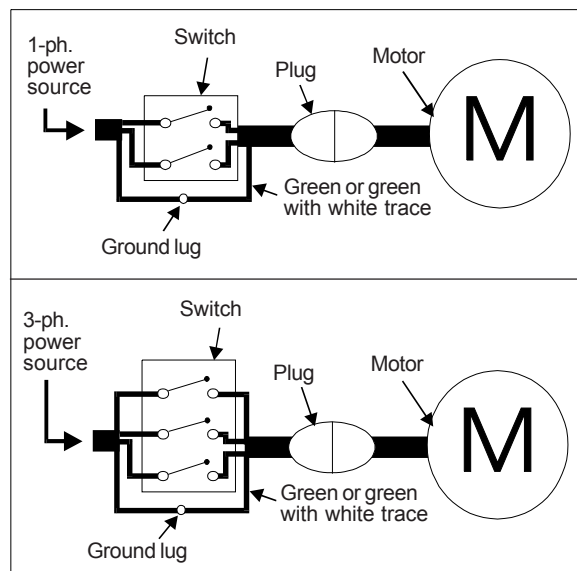 1-ph.
power
source
Switch
Plug
Motor
M
Green or green
with white trace
Ground lug
3-ph.
power
source
Switch
Plug
Motor
M
Green or green
with white trace
Ground lug